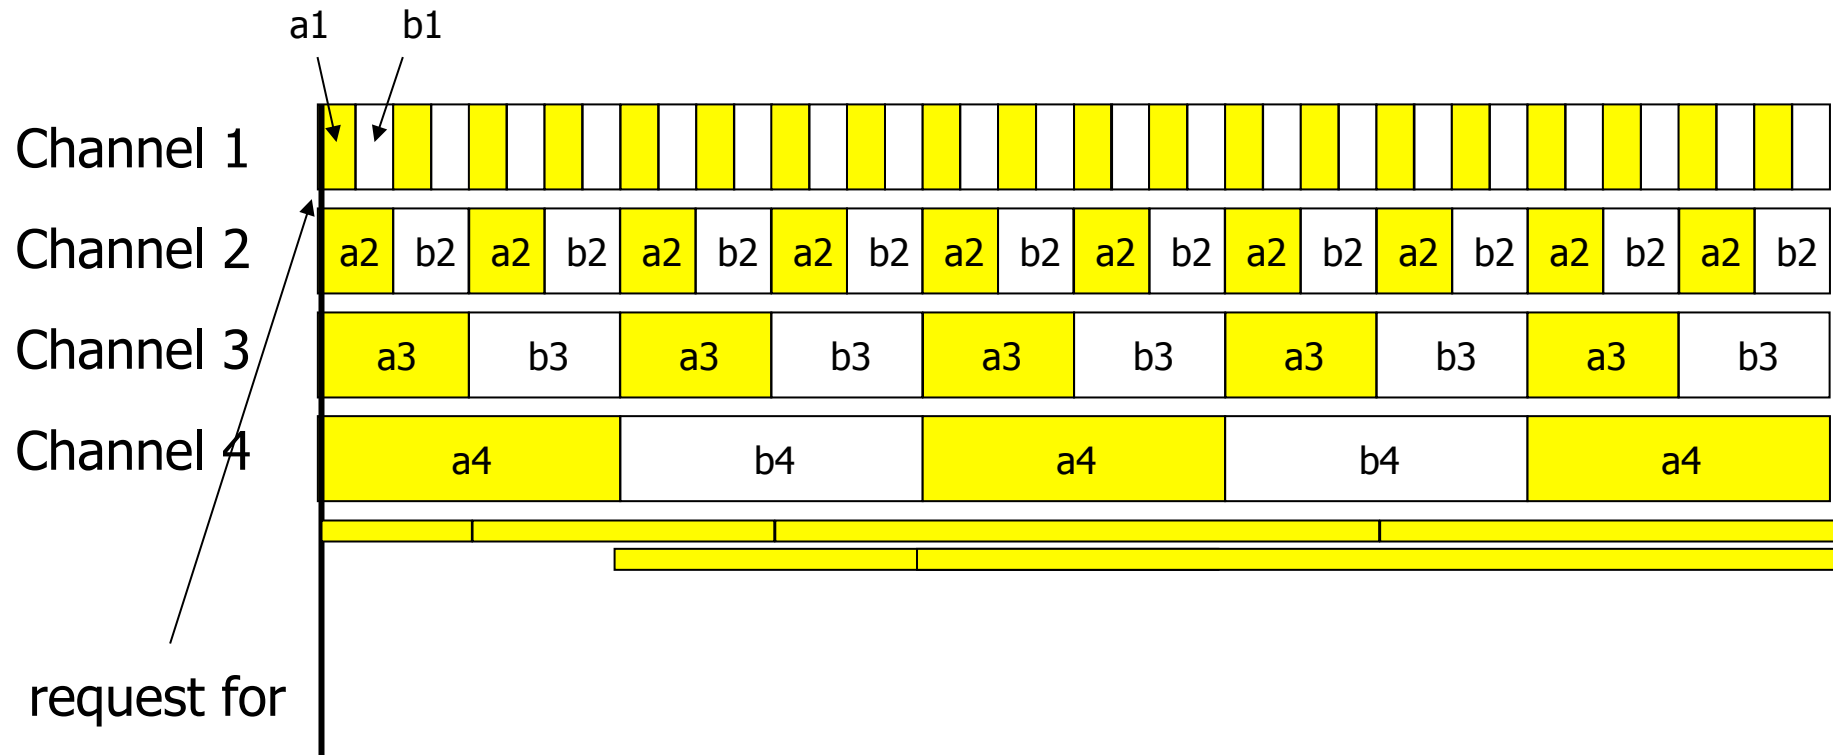 a1 b1
Channel 1
Channel 2 a2 b2 a2 b2 a2 b2 a2 b2 a2 b2 a2 b2 a2 b2 a2 b2 a2 b2 a2 b2
Channel 3 a3 b3 a3 b3 a3 b3 a3 b3 a3 b3
Channel 4 a4 b4 a4 b4 a4
request for